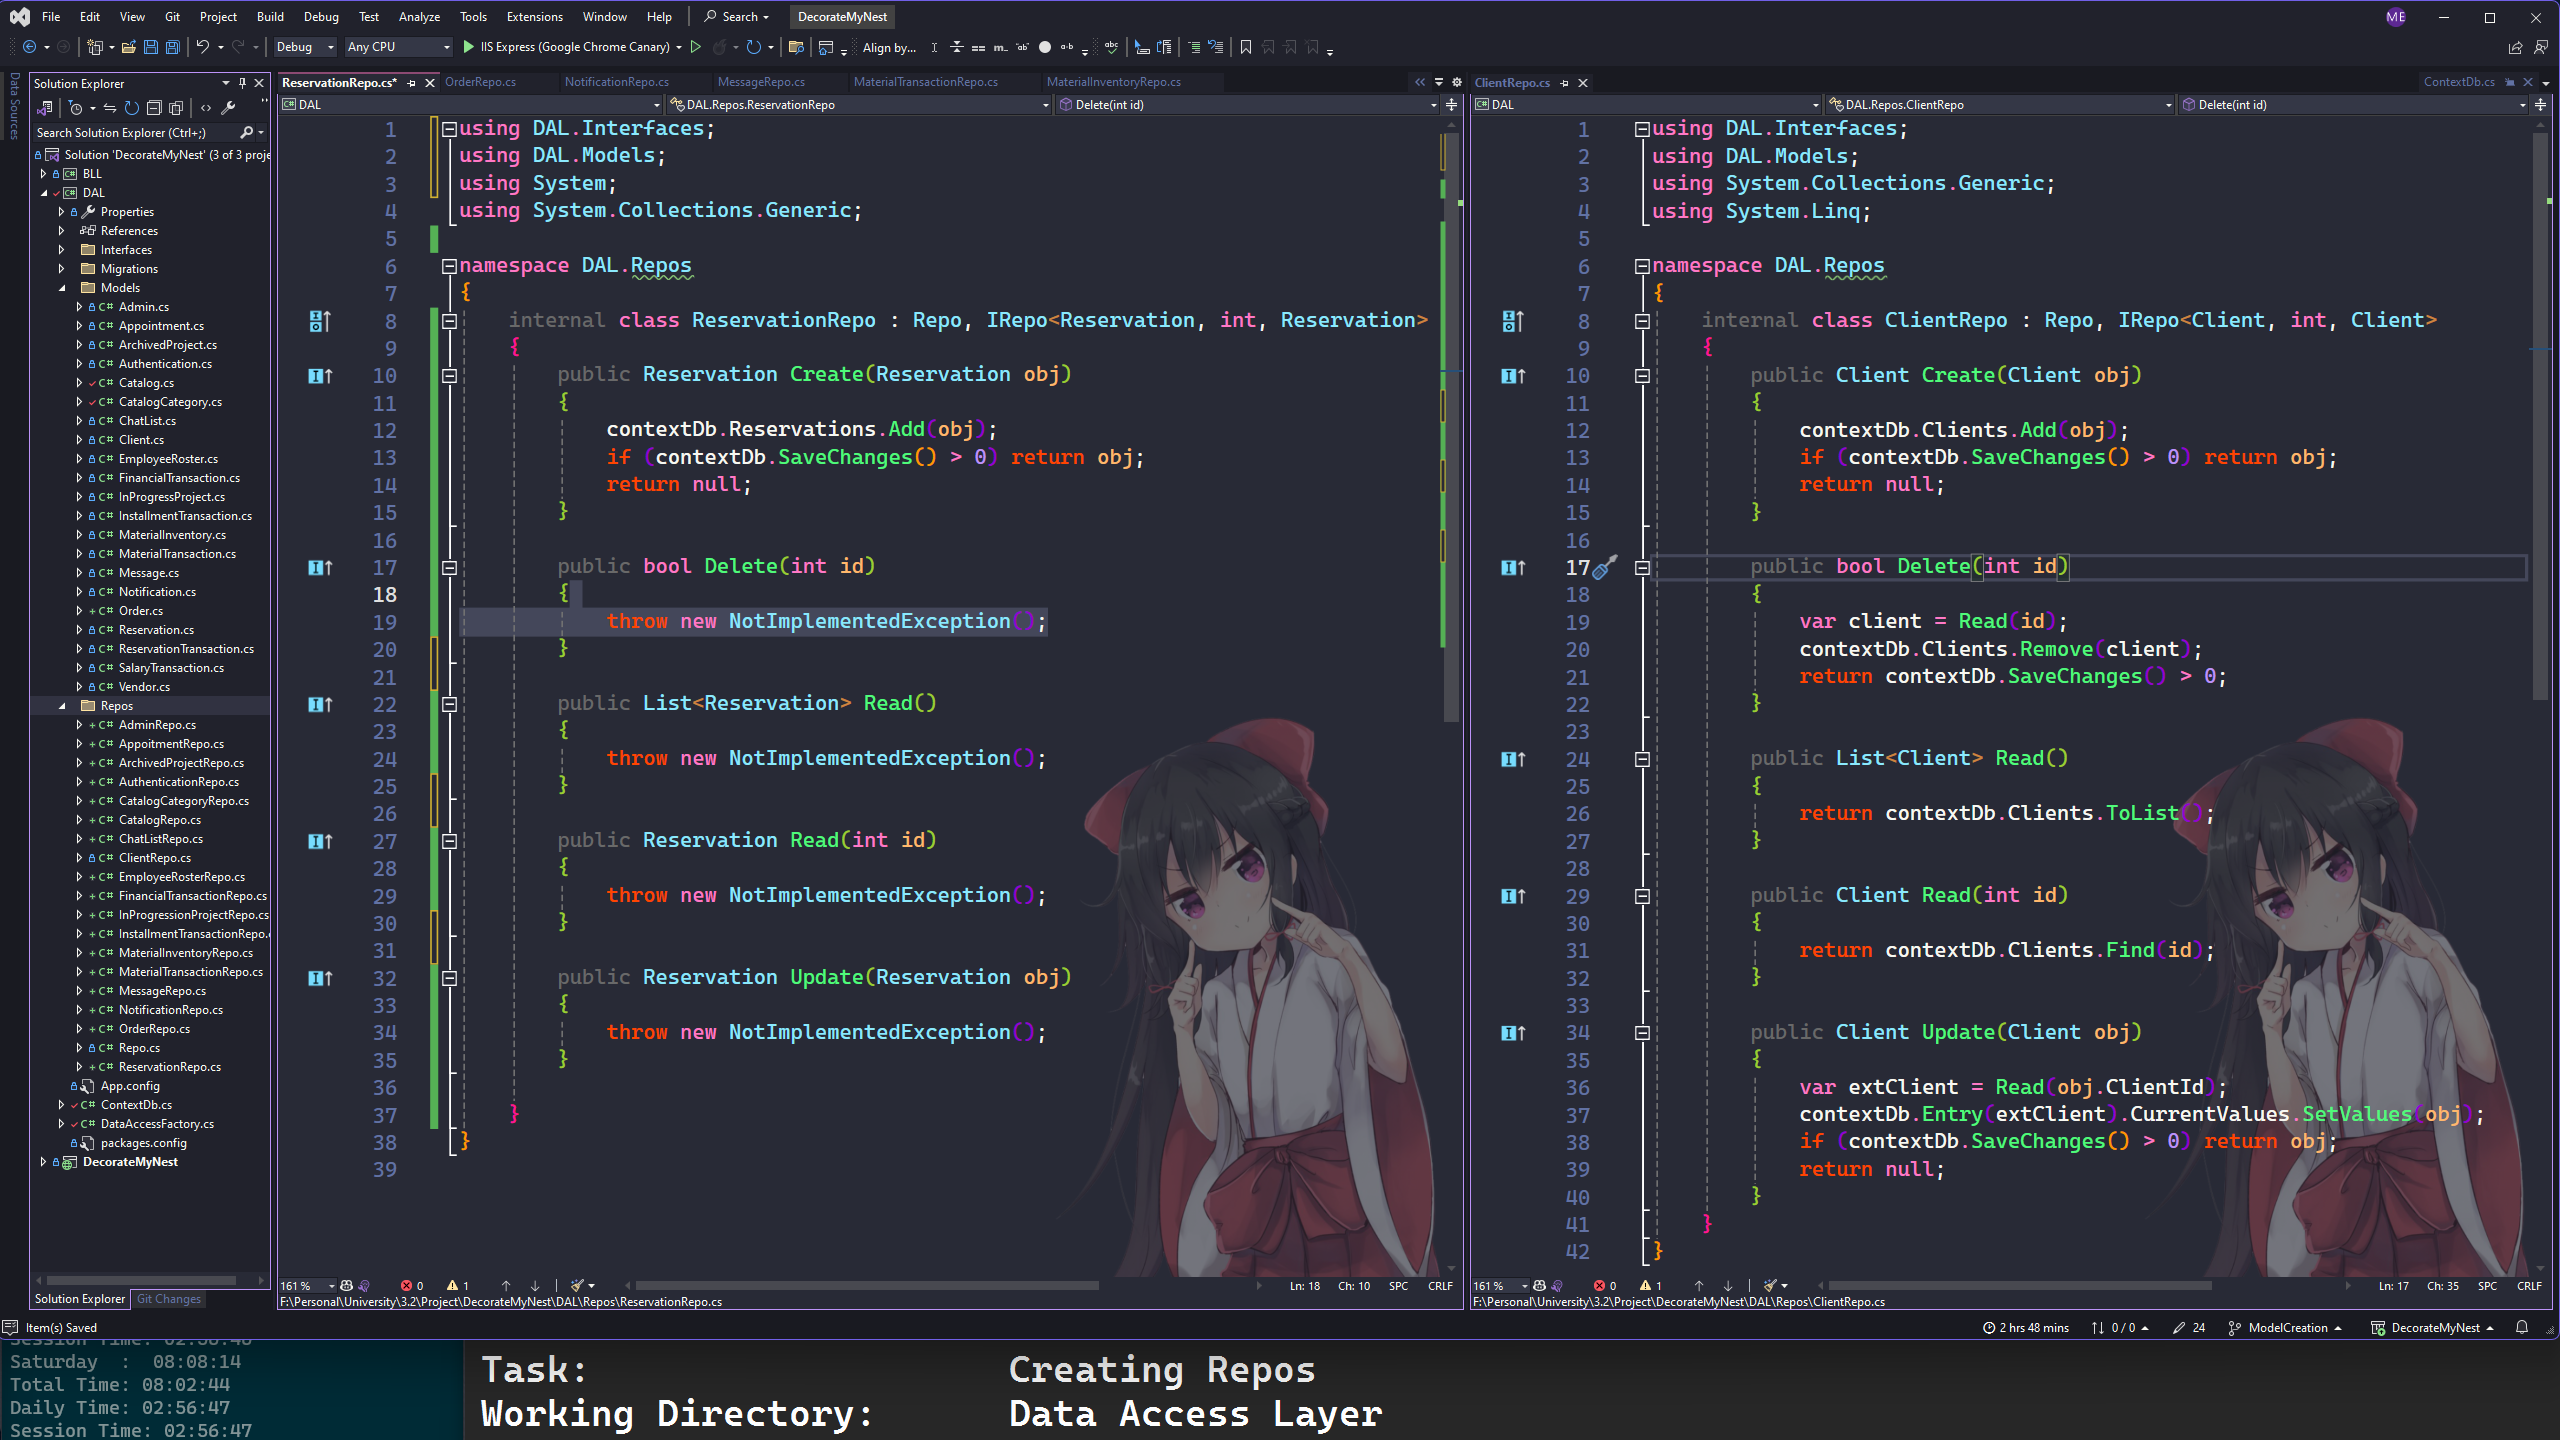 File Edit View Git Project Build Debug Test Analyze Tools Extensions Window Help Search DecorateMyNest ME
Debug Any CPU IIS Express (Google Chrome Canary) Align by...
Data Sources
Solution Explorer
Search Solution Explorer (Ctrl+;)
Solution 'DecorateMyNest' (3 of 3 proje
BLL
DAL
Properties
References
Interfaces
Migrations
Models
C# Admin.cs
C# Appointment.cs
C# ArchivedProject.cs
C# Authentication.cs
C# Catalog.cs
C# CatalogCategory.cs
C# ChatList.cs
C# Client.cs
C# EmployeeRoster.cs
C# FinancialTransaction.cs
C# InProgressProject.cs
C# InstallmentTransaction.cs
C# MaterialInventory.cs
C# MaterialTransaction.cs
C# Message.cs
C# Notification.cs
C# Order.cs
C# Reservation.cs
C# ReservationTransaction.cs
C# SalaryTransaction.cs
C# Vendor.cs
Repos
C# AdminRepo.cs
C# AppoitmentRepo.cs
C# ArchivedProjectRepo.cs
C# AuthenticationRepo.cs
C# CatalogCategoryRepo.cs
C# CatalogRepo.cs
C# ChatListRepo.cs
C# ClientRepo.cs
C# EmployeeRosterRepo.cs
C# FinancialTransactionRepo.cs
C# InProgressionProjectRepo.cs
C# InstallmentTransactionRepo.
C# MaterialInventoryRepo.cs
C# MaterialTransactionRepo.cs
C# MessageRepo.cs
C# NotificationRepo.cs
C# OrderRepo.cs
C# Repo.cs
C# ReservationRepo.cs
App.config
C# ContextDb.cs
C# DataAccessFactory.cs
packages.config
DecorateMyNest
Solution Explorer Git Changes
ReservationRepo.cs* OrderRepo.cs NotificationRepo.cs MessageRepo.cs MaterialTransactionRepo.cs MaterialInventoryRepo.cs
DAL DAL.Repos.ReservationRepo Delete(int id)
1 using DAL.Interfaces;
2 using DAL.Models;
3 using System;
4 using System.Collections.Generic;
5
6 namespace DAL.Repos
7 {
8 internal class ReservationRepo : Repo, IRepo<Reservation, int, Reservation>
9 {
10 public Reservation Create(Reservation obj)
11 {
12 contextDb.Reservations.Add(obj);
13 if (contextDb.SaveChanges() > 0) return obj;
14 return null;
15 }
16
17 public bool Delete(int id)
18 {
19 throw new NotImplementedException();
20 }
21
22 public List<Reservation> Read()
23 {
24 throw new NotImplementedException();
25 }
26
27 public Reservation Read(int id)
28 {
29 throw new NotImplementedException();
30 }
31
32 public Reservation Update(Reservation obj)
33 {
34 throw new NotImplementedException();
35 }
36
37 }
38 }
39
161 % 0 1 Ln: 18 Ch: 10 SPC CRLF
F:\Personal\University\3.2\Project\DecorateMyNest\DAL\Repos\ReservationRepo.cs
ClientRepo.cs ContextDb.cs
DAL DAL.Repos.ClientRepo Delete(int id)
1 using DAL.Interfaces;
2 using DAL.Models;
3 using System.Collections.Generic;
4 using System.Linq;
5
6 namespace DAL.Repos
7 {
8 internal class ClientRepo : Repo, IRepo<Client, int, Client>
9 {
10 public Client Create(Client obj)
11 {
12 contextDb.Clients.Add(obj);
13 if (contextDb.SaveChanges() > 0) return obj;
14 return null;
15 }
16
17 public bool Delete(int id)
18 {
19 var client = Read(id);
20 contextDb.Clients.Remove(client);
21 return contextDb.SaveChanges() > 0;
22 }
23
24 public List<Client> Read()
25 {
26 return contextDb.Clients.ToList();
27 }
28
29 public Client Read(int id)
30 {
31 return contextDb.Clients.Find(id);
32 }
33
34 public Client Update(Client obj)
35 {
36 var extClient = Read(obj.ClientId);
37 contextDb.Entry(extClient).CurrentValues.SetValues(obj);
38 if (contextDb.SaveChanges() > 0) return obj;
39 return null;
40 }
41 }
42 }
161 % 0 1 Ln: 17 Ch: 35 SPC CRLF
F:\Personal\University\3.2\Project\DecorateMyNest\DAL\Repos\ClientRepo.cs
Item(s) Saved 2 hrs 48 mins 0 / 0 24 ModelCreation DecorateMyNest
Saturday : 08:08:14
Total Time: 08:02:44
Daily Time: 02:56:47
Session Time: 02:56:47
Task: Creating Repos
Working Directory: Data Access Layer